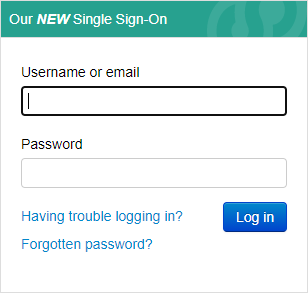 Our NEW Single Sign-On
Username or email
Password
Having trouble logging in?
Log in
Forgotten password?